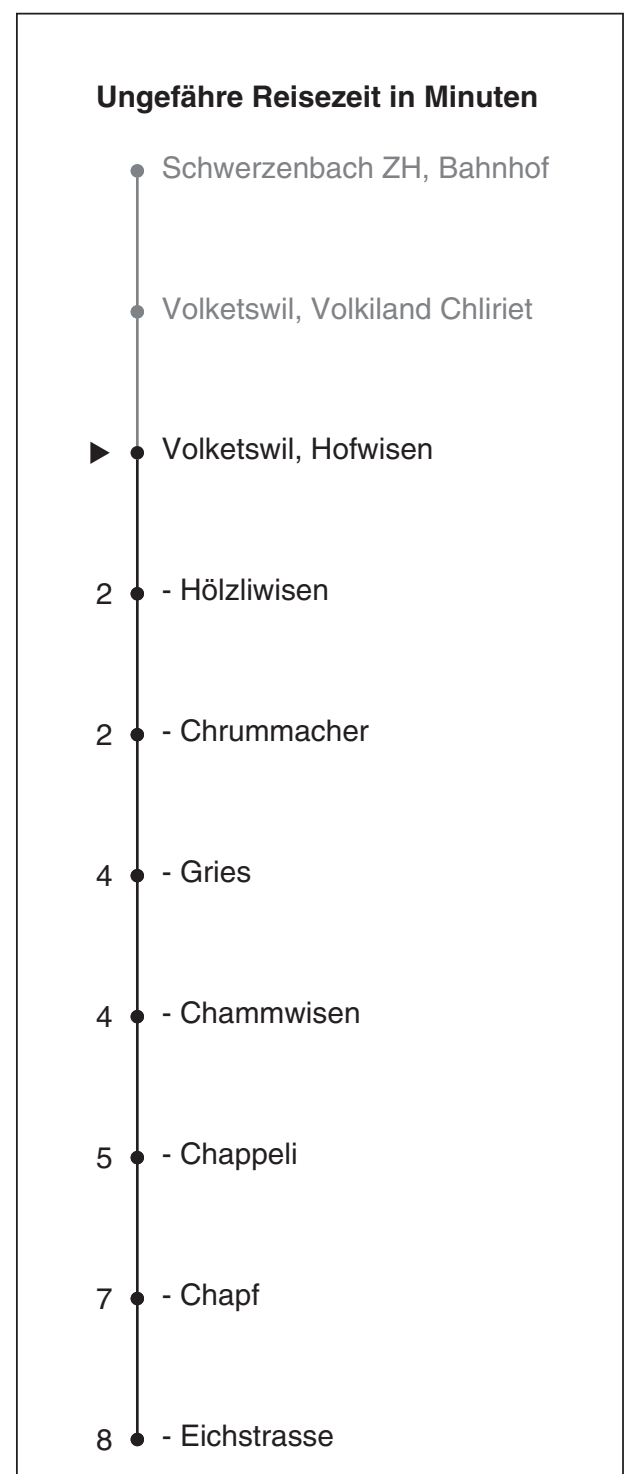 Ungefähre Reisezeit in Minuten
Schwerzenbach ZH, Bahnhof
Volketswil, Volkiland Chliriet
Volketswil, Hofwisen
2 - Hölzliwisen
2 - Chrummacher
4 - Gries
4 - Chammwisen
5 - Chappeli
7 - Chapf
8 - Eichstrasse